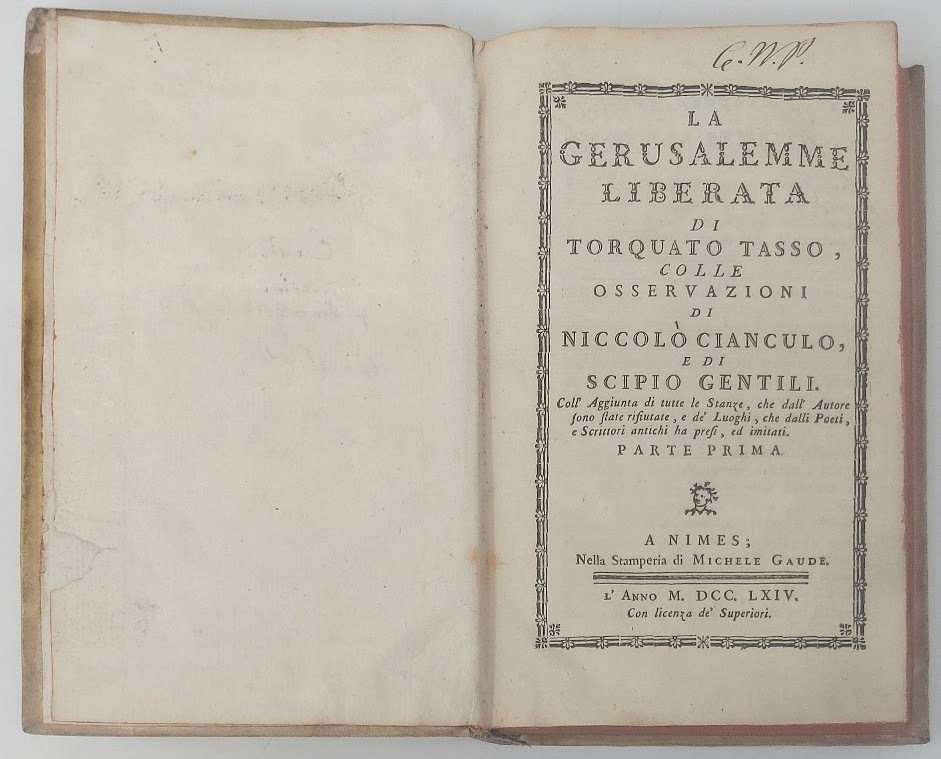 C. N. P.
LA
GERUSALEMME
LIBERATA
DI
TORQUATO TASSO,
COLLE
OSSERVAZIONI
DI
NICCOLÒ CIANCULO,
E DI
SCIPIO GENTILI.
Coll' Aggiunta di tutte le Stanze, che dall' Autore
ſono ſtate rifiutate, e de' Luoghi, che dalli Poeti,
e Scrittori antichi ha preſi, ed imitati.
PARTE PRIMA
A NIMES;
Nella Stamperia di MICHELE GAUDE.
L' ANNO M. DCC. LXIV.
Con licenza de' Superiori.